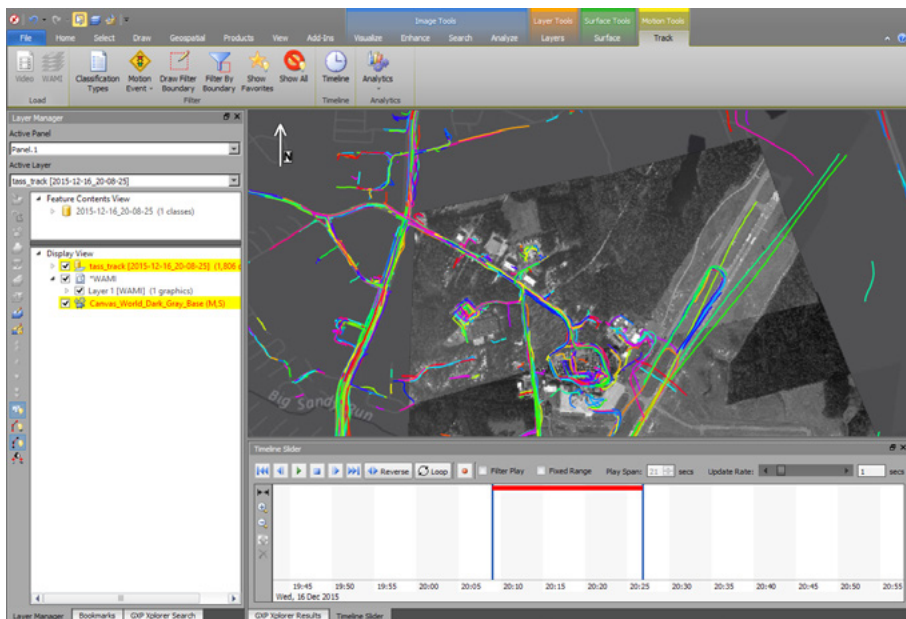 Image Tools Layer Tools Surface Tools Motion Tools
File Home Select Draw Geospatial Products View Add-Ins Visualize Enhance Search Analyze Layers Surface Track
Video WAMI Classification Types Motion Event Draw Filter Boundary Filter By Boundary Show Favorites Show All Timeline Analytics
Load Filter Timeline Analytics
Layer Manager
Active Panel
Panel.1
Active Layer
tass_track [2015-12-16_20-08-25]
Feature Contents View
2015-12-16_20-08-25 (1 classes)
Display View
tass_track [2015-12-16_20-08-25] (1,806
*WAMI
Layer 1 [WAMI] (1 graphics)
Canvas_World_Dark_Gray_Base (M,S)
N
Big Sandy Run
Timeline Slider
Reverse Loop Filter Play Fixed Range Play Span: 21 secs Update Rate: 1 secs
19:45 19:50 19:55 20:00 20:05 20:10 20:15 20:20 20:25 20:30 20:35 20:40 20:45 20:50 20:55
Wed, 16 Dec 2015
Layer Manager Bookmarks GXP Xplorer Search GXP Xplorer Results Timeline Slider